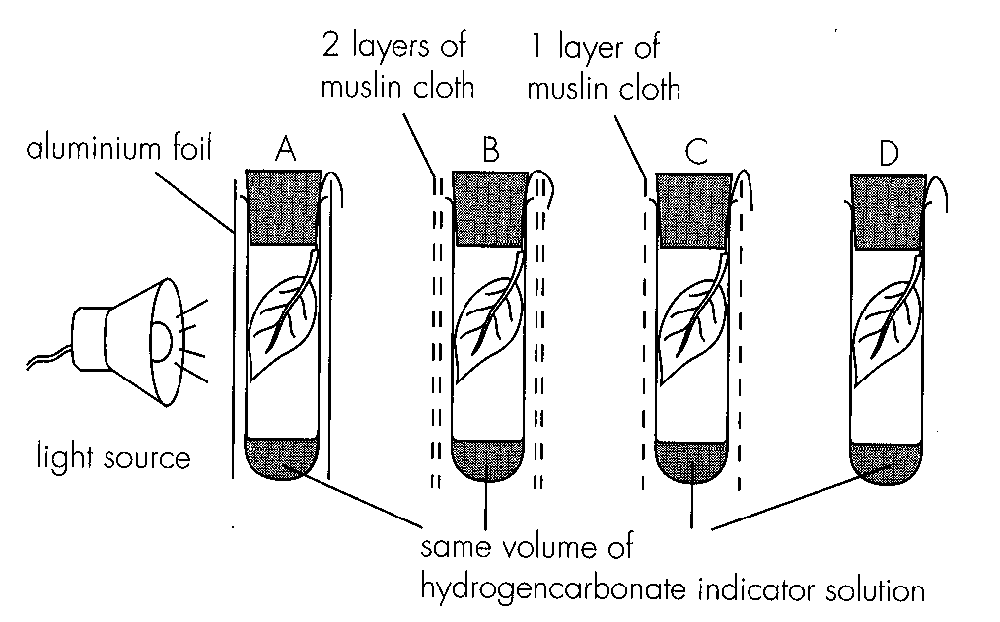 2 layers of
muslin cloth
1 layer of
muslin cloth
aluminium foil
A
B
C
D
light source
same volume of
hydrogencarbonate indicator solution